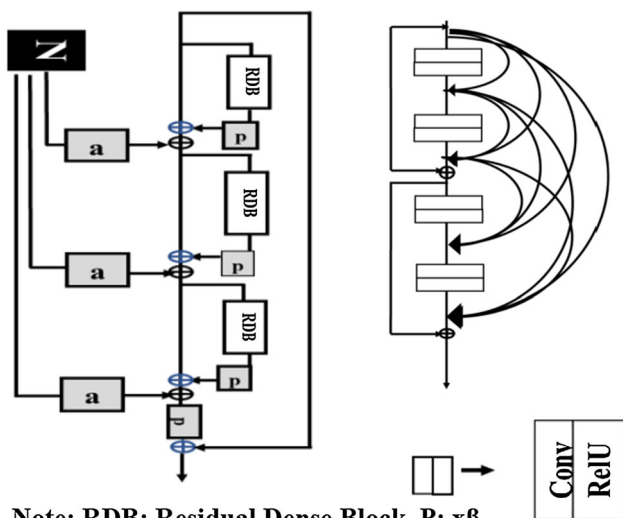 N
RDB
p
a
RDB
p
a
RDB
p
a
p
Conv
RelU
Note: RDB: Residual Dense Block, P: xβ